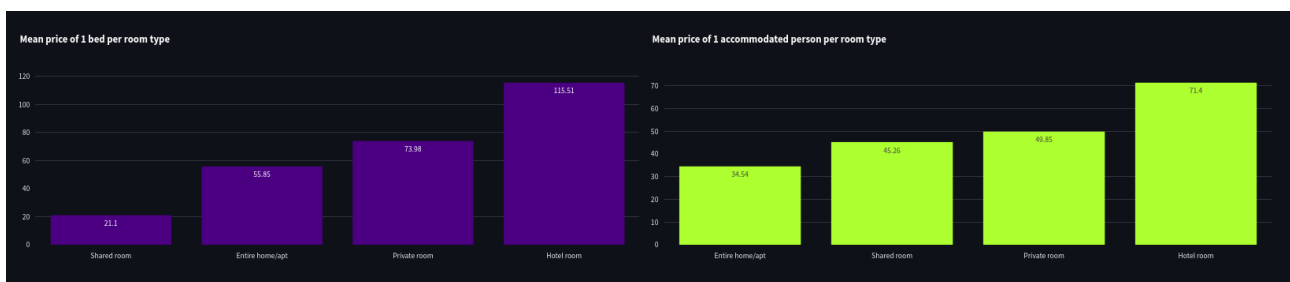 Mean price of 1 bed per room type
120
100
80
60
40
20
0
115.51
73.98
55.85
21.1
Shared room
Entire home/apt
Private room
Hotel room
Mean price of 1 accommodated person per room type
70
60
50
40
30
20
10
0
71.4
49.85
45.26
34.54
Entire home/apt
Shared room
Private room
Hotel room